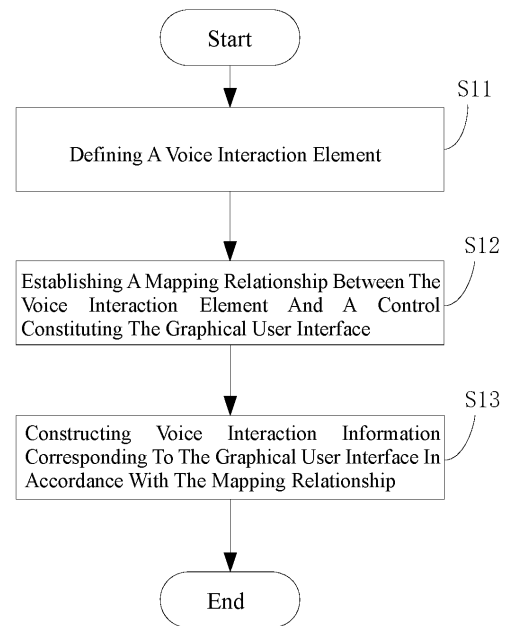 Start
S11
Defining A Voice Interaction Element
S12
Establishing A Mapping Relationship Between The
Voice Interaction Element And A Control
Constituting The Graphical User Interface
S13
Constructing Voice Interaction Information
Corresponding To The Graphical User Interface In
Accordance With The Mapping Relationship
End